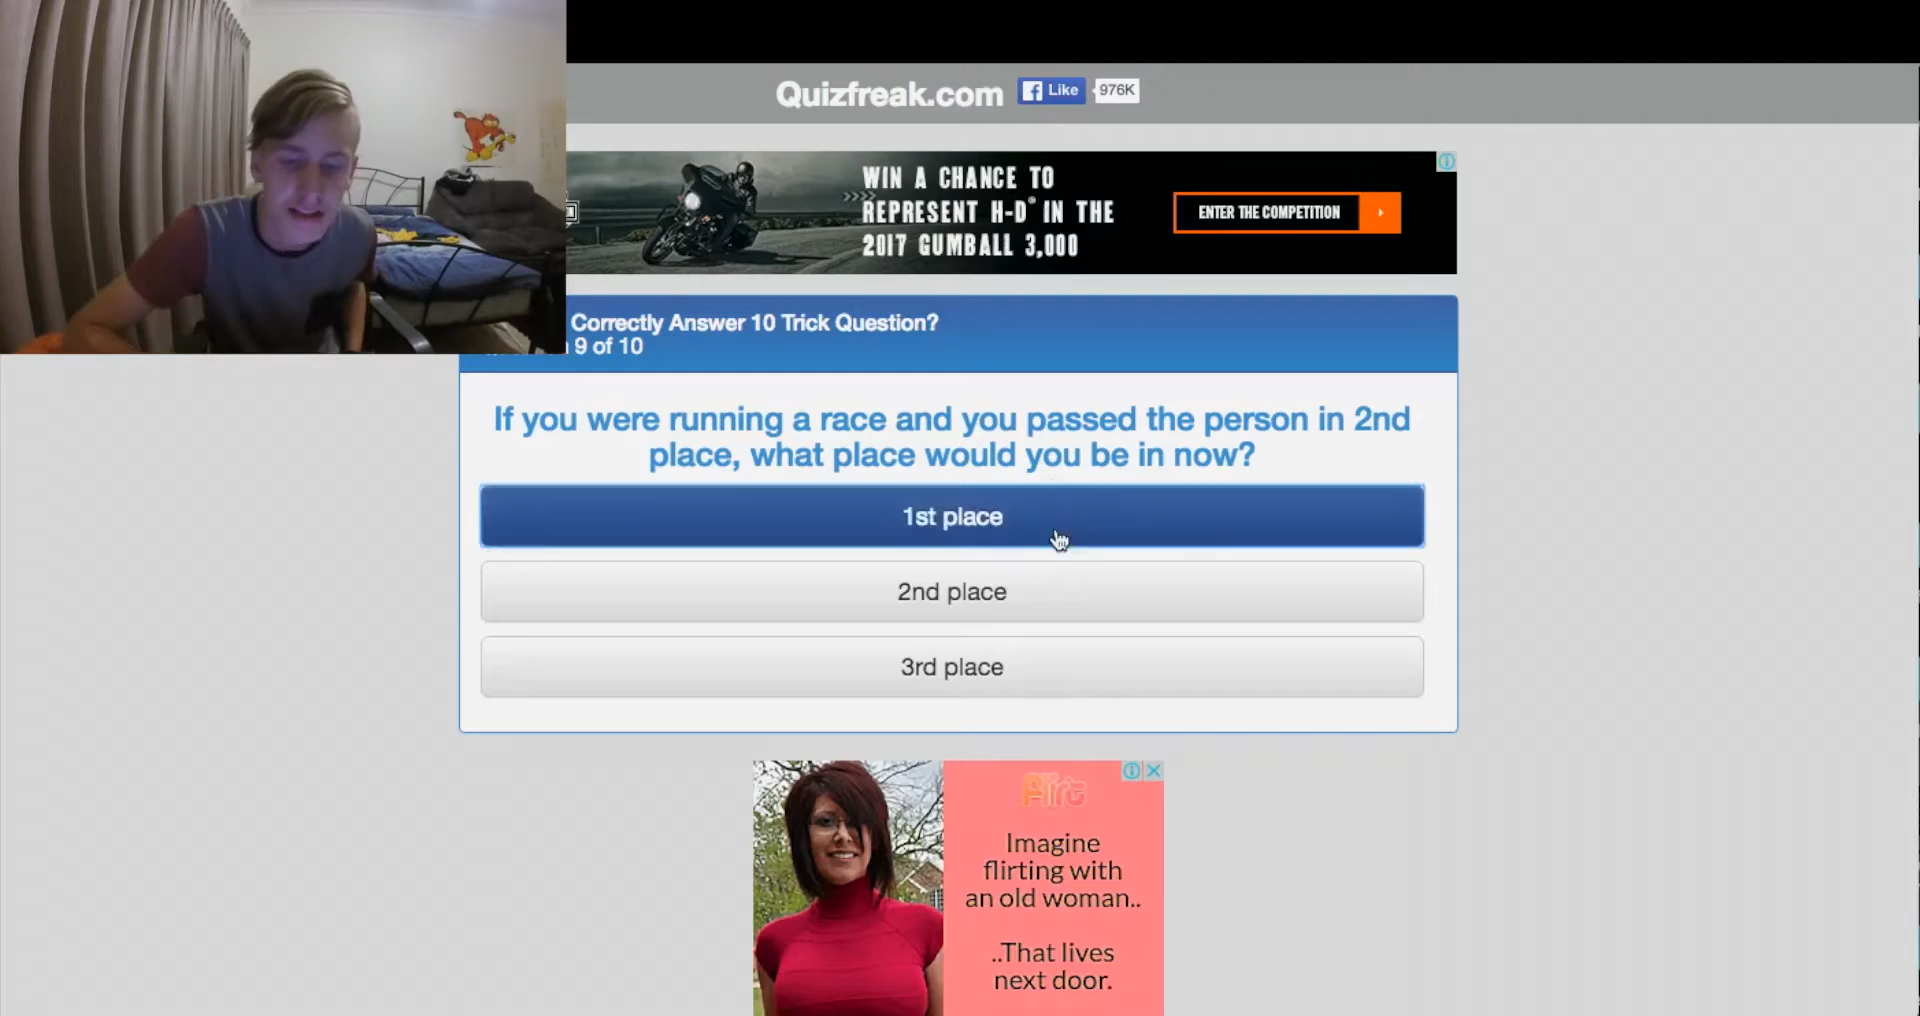 Quizfreak.com
Like
976K
WIN A CHANCE TO
REPRESENT H-D® IN THE
2017 GUMBALL 3,000
ENTER THE COMPETITION
Correctly Answer 10 Trick Question?
9 of 10
If you were running a race and you passed the person in 2nd
place, what place would you be in now?
1st place
2nd place
3rd place
Flirt
Imagine
flirting with
an old woman..
..That lives
next door.